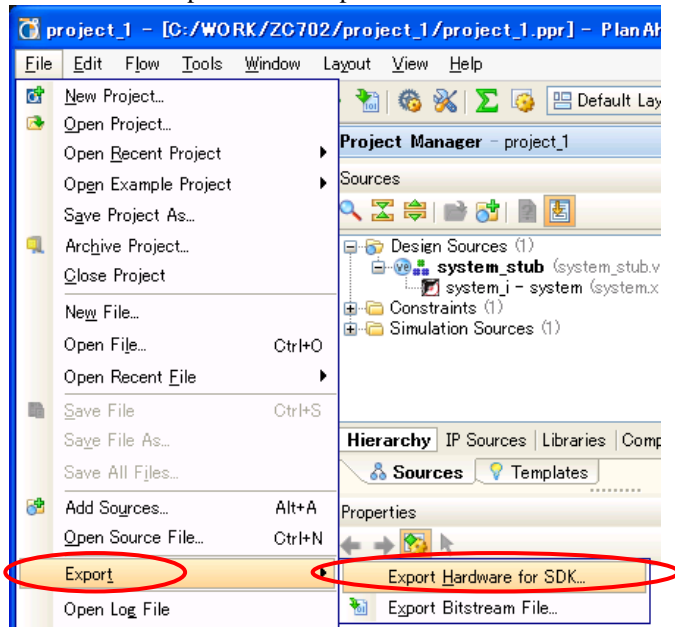 project_1 - [C:/WORK/ZC702/project_1/project_1.ppr] - PlanAh
File Edit Flow Tools Window Layout View Help
New Project...
Default Lay
Open Project...
Project Manager - project_1
Open Recent Project
Sources
Open Example Project
Save Project As...
Archive Project...
Design Sources (1)
system_stub (system_stub.v
Close Project
system_i - system (system.x
Constraints (1)
New File...
Simulation Sources (1)
Open File... Ctrl+O
Open Recent File
Save File Ctrl+S
Save File As...
Hierarchy IP Sources Libraries Comp
Save All Files...
Sources Templates
Add Sources... Alt+A
Properties
Open Source File... Ctrl+N
Export
Export Hardware for SDK...
Open Log File
Export Bitstream File...